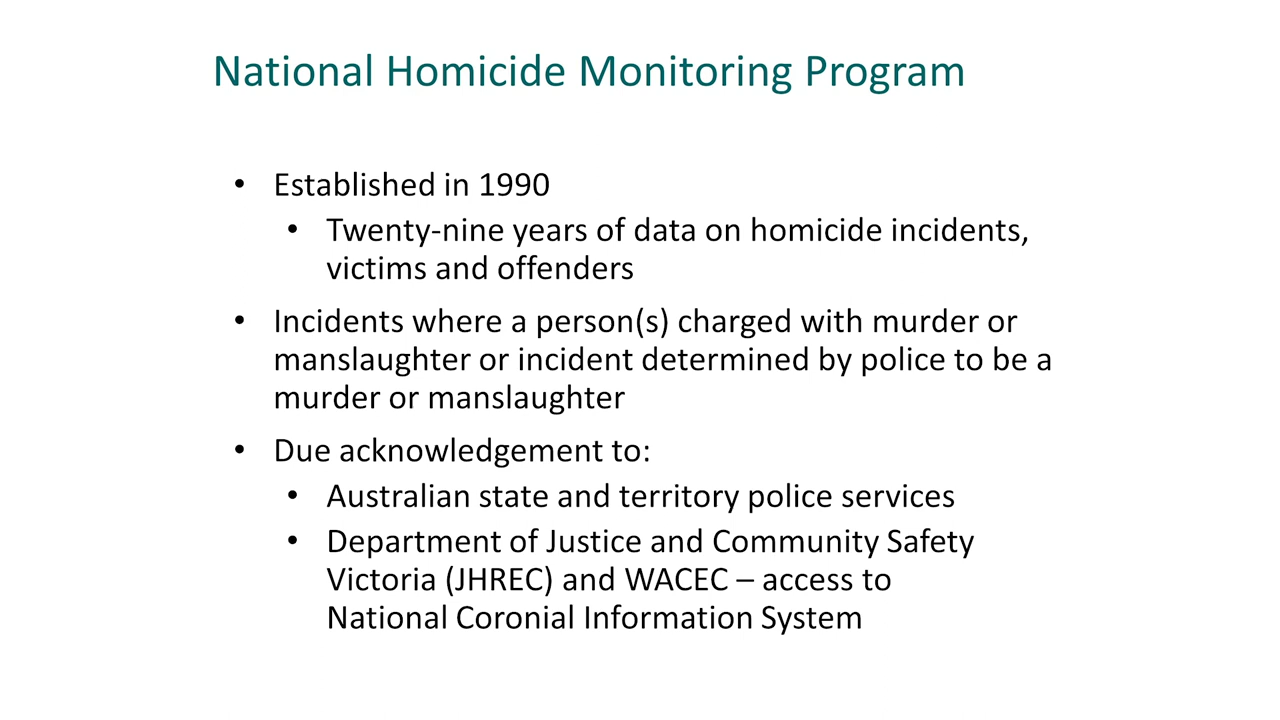 National Homicide Monitoring Program
• Established in 1990
• Twenty-nine years of data on homicide incidents,
victims and offenders
• Incidents where a person(s) charged with murder or
manslaughter or incident determined by police to be a
murder or manslaughter
• Due acknowledgement to:
• Australian state and territory police services
• Department of Justice and Community Safety
Victoria (JHREC) and WACEC – access to
National Coronial Information System